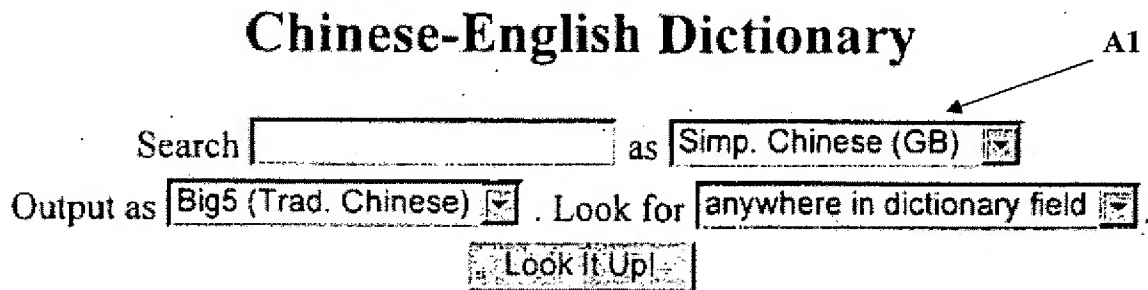 Chinese-English Dictionary
A1
Search as Simp. Chinese (GB)
Output as Big5 (Trad. Chinese) . Look for anywhere in dictionary field .
Look It Up!